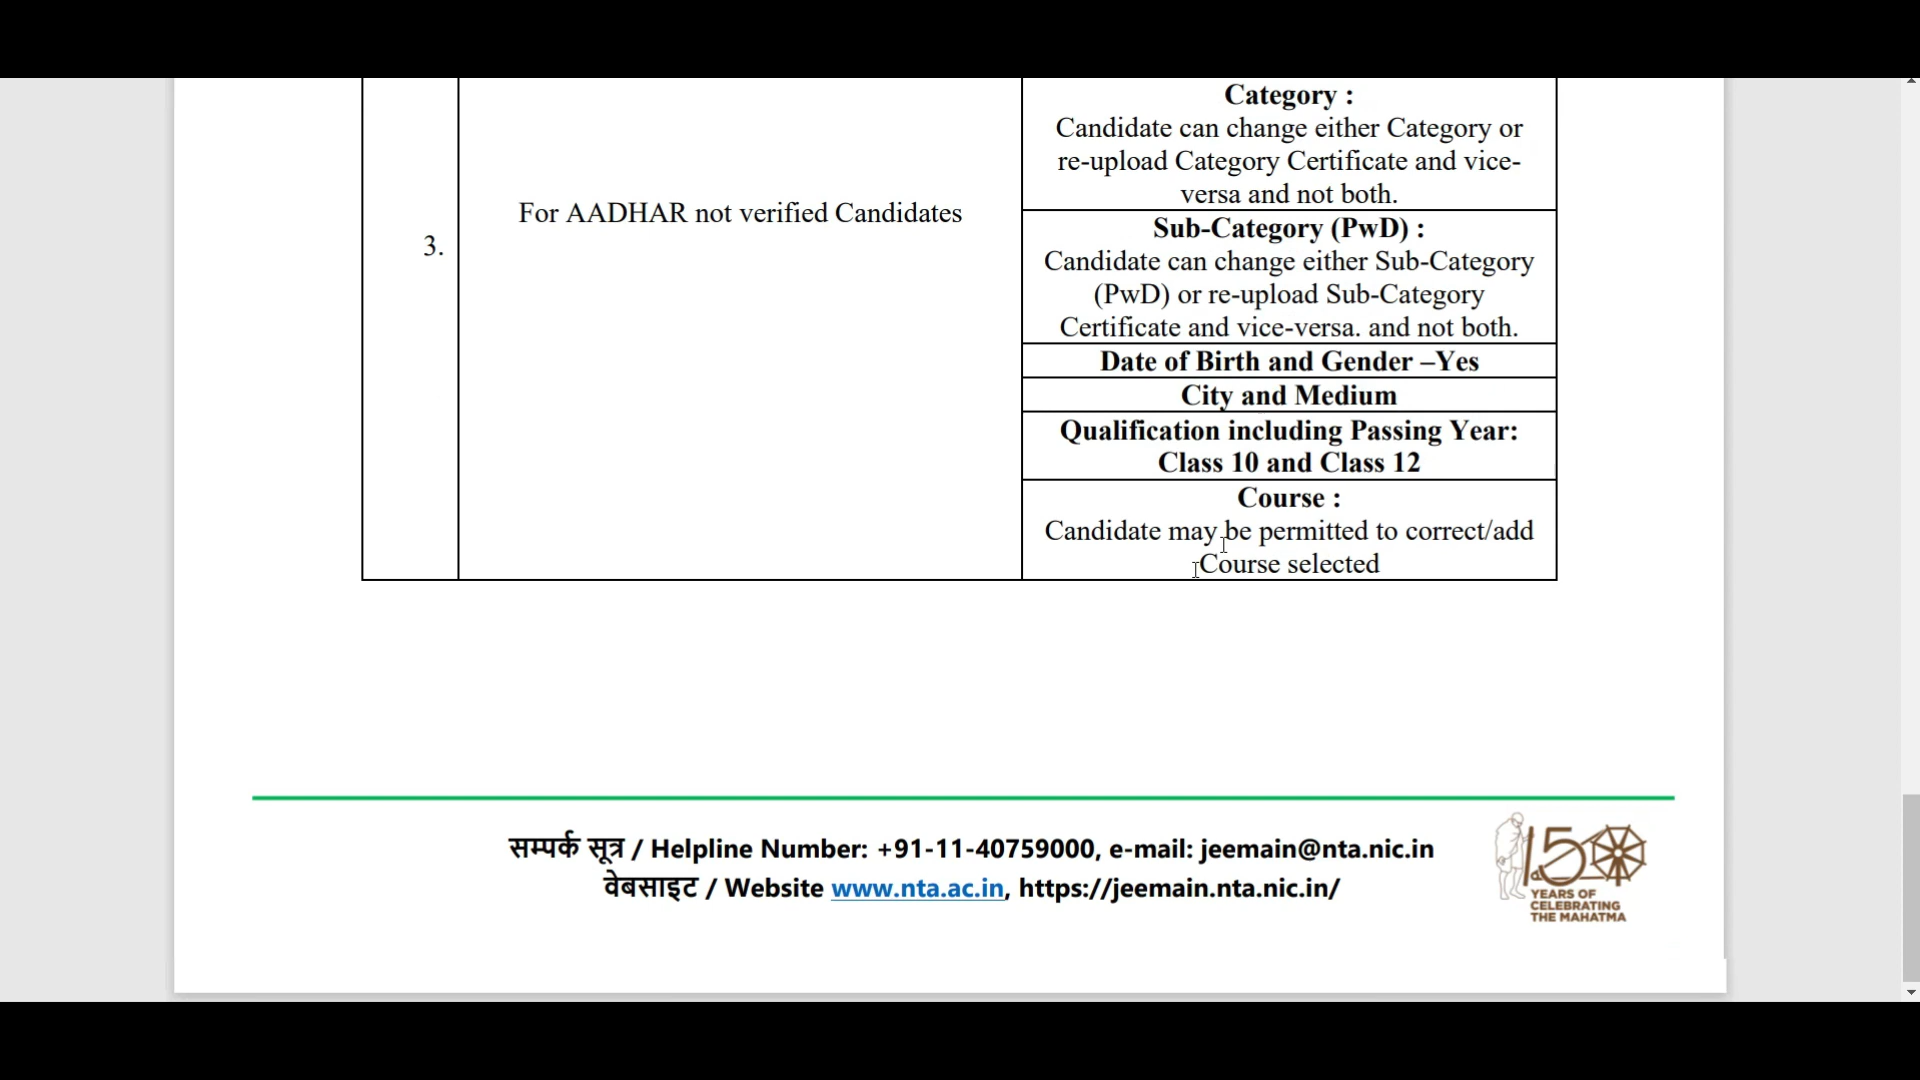 3.
For AADHAR not verified Candidates
Category :
Candidate can change either Category or
re-upload Category Certificate and vice-
versa and not both.
Sub-Category (PwD) :
Candidate can change either Sub-Category
(PwD) or re-upload Sub-Category
Certificate and vice-versa. and not both.
Date of Birth and Gender –Yes
City and Medium
Qualification including Passing Year:
Class 10 and Class 12
Course :
Candidate may be permitted to correct/add
Course selected
सम्पर्क सूत्र / Helpline Number: +91-11-40759000, e-mail: jeemain@nta.nic.in
वेबसाइट / Website www.nta.ac.in, https://jeemain.nta.nic.in/
150
YEARS OF
CELEBRATING
THE MAHATMA